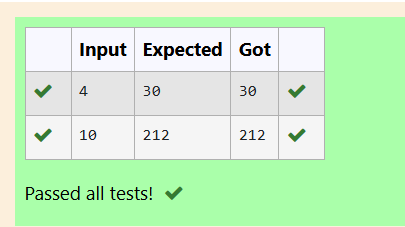 Input Expected Got
4 30 30
10 212 212
Passed all tests!